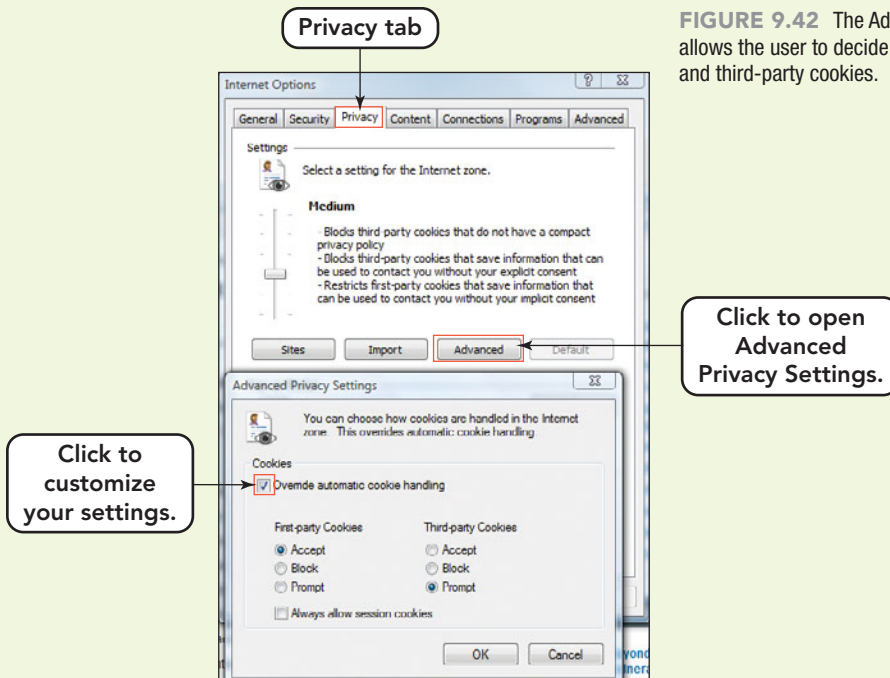 Privacy tab
FIGURE 9.42 The Ad
allows the user to decide
and third-party cookies.
Internet Options
General Security Privacy Content Connections Programs Advanced
Settings
Select a setting for the Internet zone.
Medium
- Blocks third-party cookies that do not have a compact
privacy policy
- Blocks third-party cookies that save information that can
be used to contact you without your explicit consent
- Restricts first-party cookies that save information that
can be used to contact you without your implicit consent
Sites Import Advanced Default
Click to open
Advanced
Privacy Settings.
Advanced Privacy Settings
You can choose how cookies are handled in the Internet
zone. This overrides automatic cookie handling.
Click to
customize
your settings.
Cookies
Override automatic cookie handling
First-party Cookies Third-party Cookies
Accept Accept
Block Block
Prompt Prompt
Always allow session cookies
OK Cancel